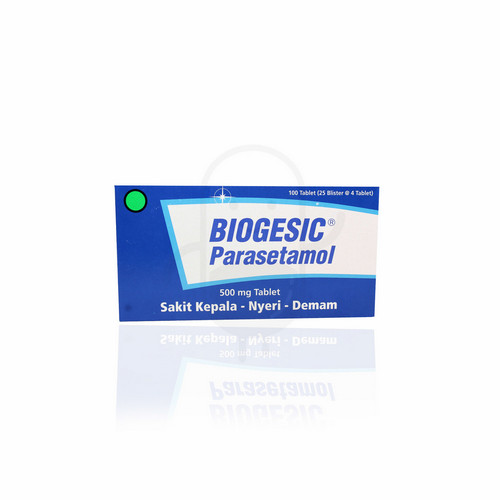 100 Tablet (25 Blister @ 4 Tablet)
BIOGESIC®
Parasetamol
500 mg Tablet
Sakit Kepala - Nyeri - Demam